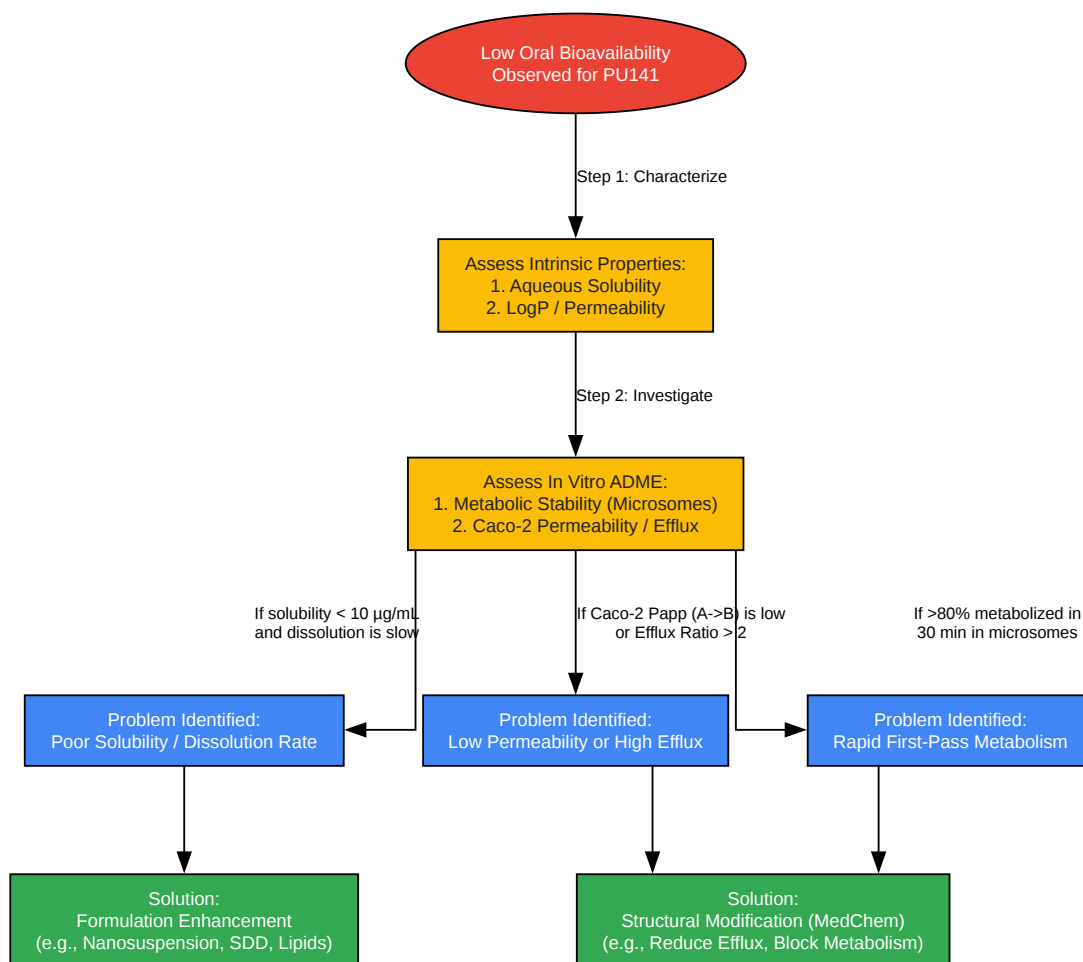 Low Oral Bioavailability
Observed for PU141
Step 1: Characterize
Assess Intrinsic Properties:
1. Aqueous Solubility
2. LogP / Permeability
Step 2: Investigate
Assess In Vitro ADME:
1. Metabolic Stability (Microsomes)
2. Caco-2 Permeability / Efflux
If solubility < 10 µg/mL
and dissolution is slow
If Caco-2 Papp (A->B) is low
or Efflux Ratio > 2
If >80% metabolized in
30 min in microsomes
Problem Identified:
Poor Solubility / Dissolution Rate
Problem Identified:
Low Permeability or High Efflux
Problem Identified:
Rapid First-Pass Metabolism
Solution:
Formulation Enhancement
(e.g., Nanosuspension, SDD, Lipids)
Solution:
Structural Modification (MedChem)
(e.g., Reduce Efflux, Block Metabolism)